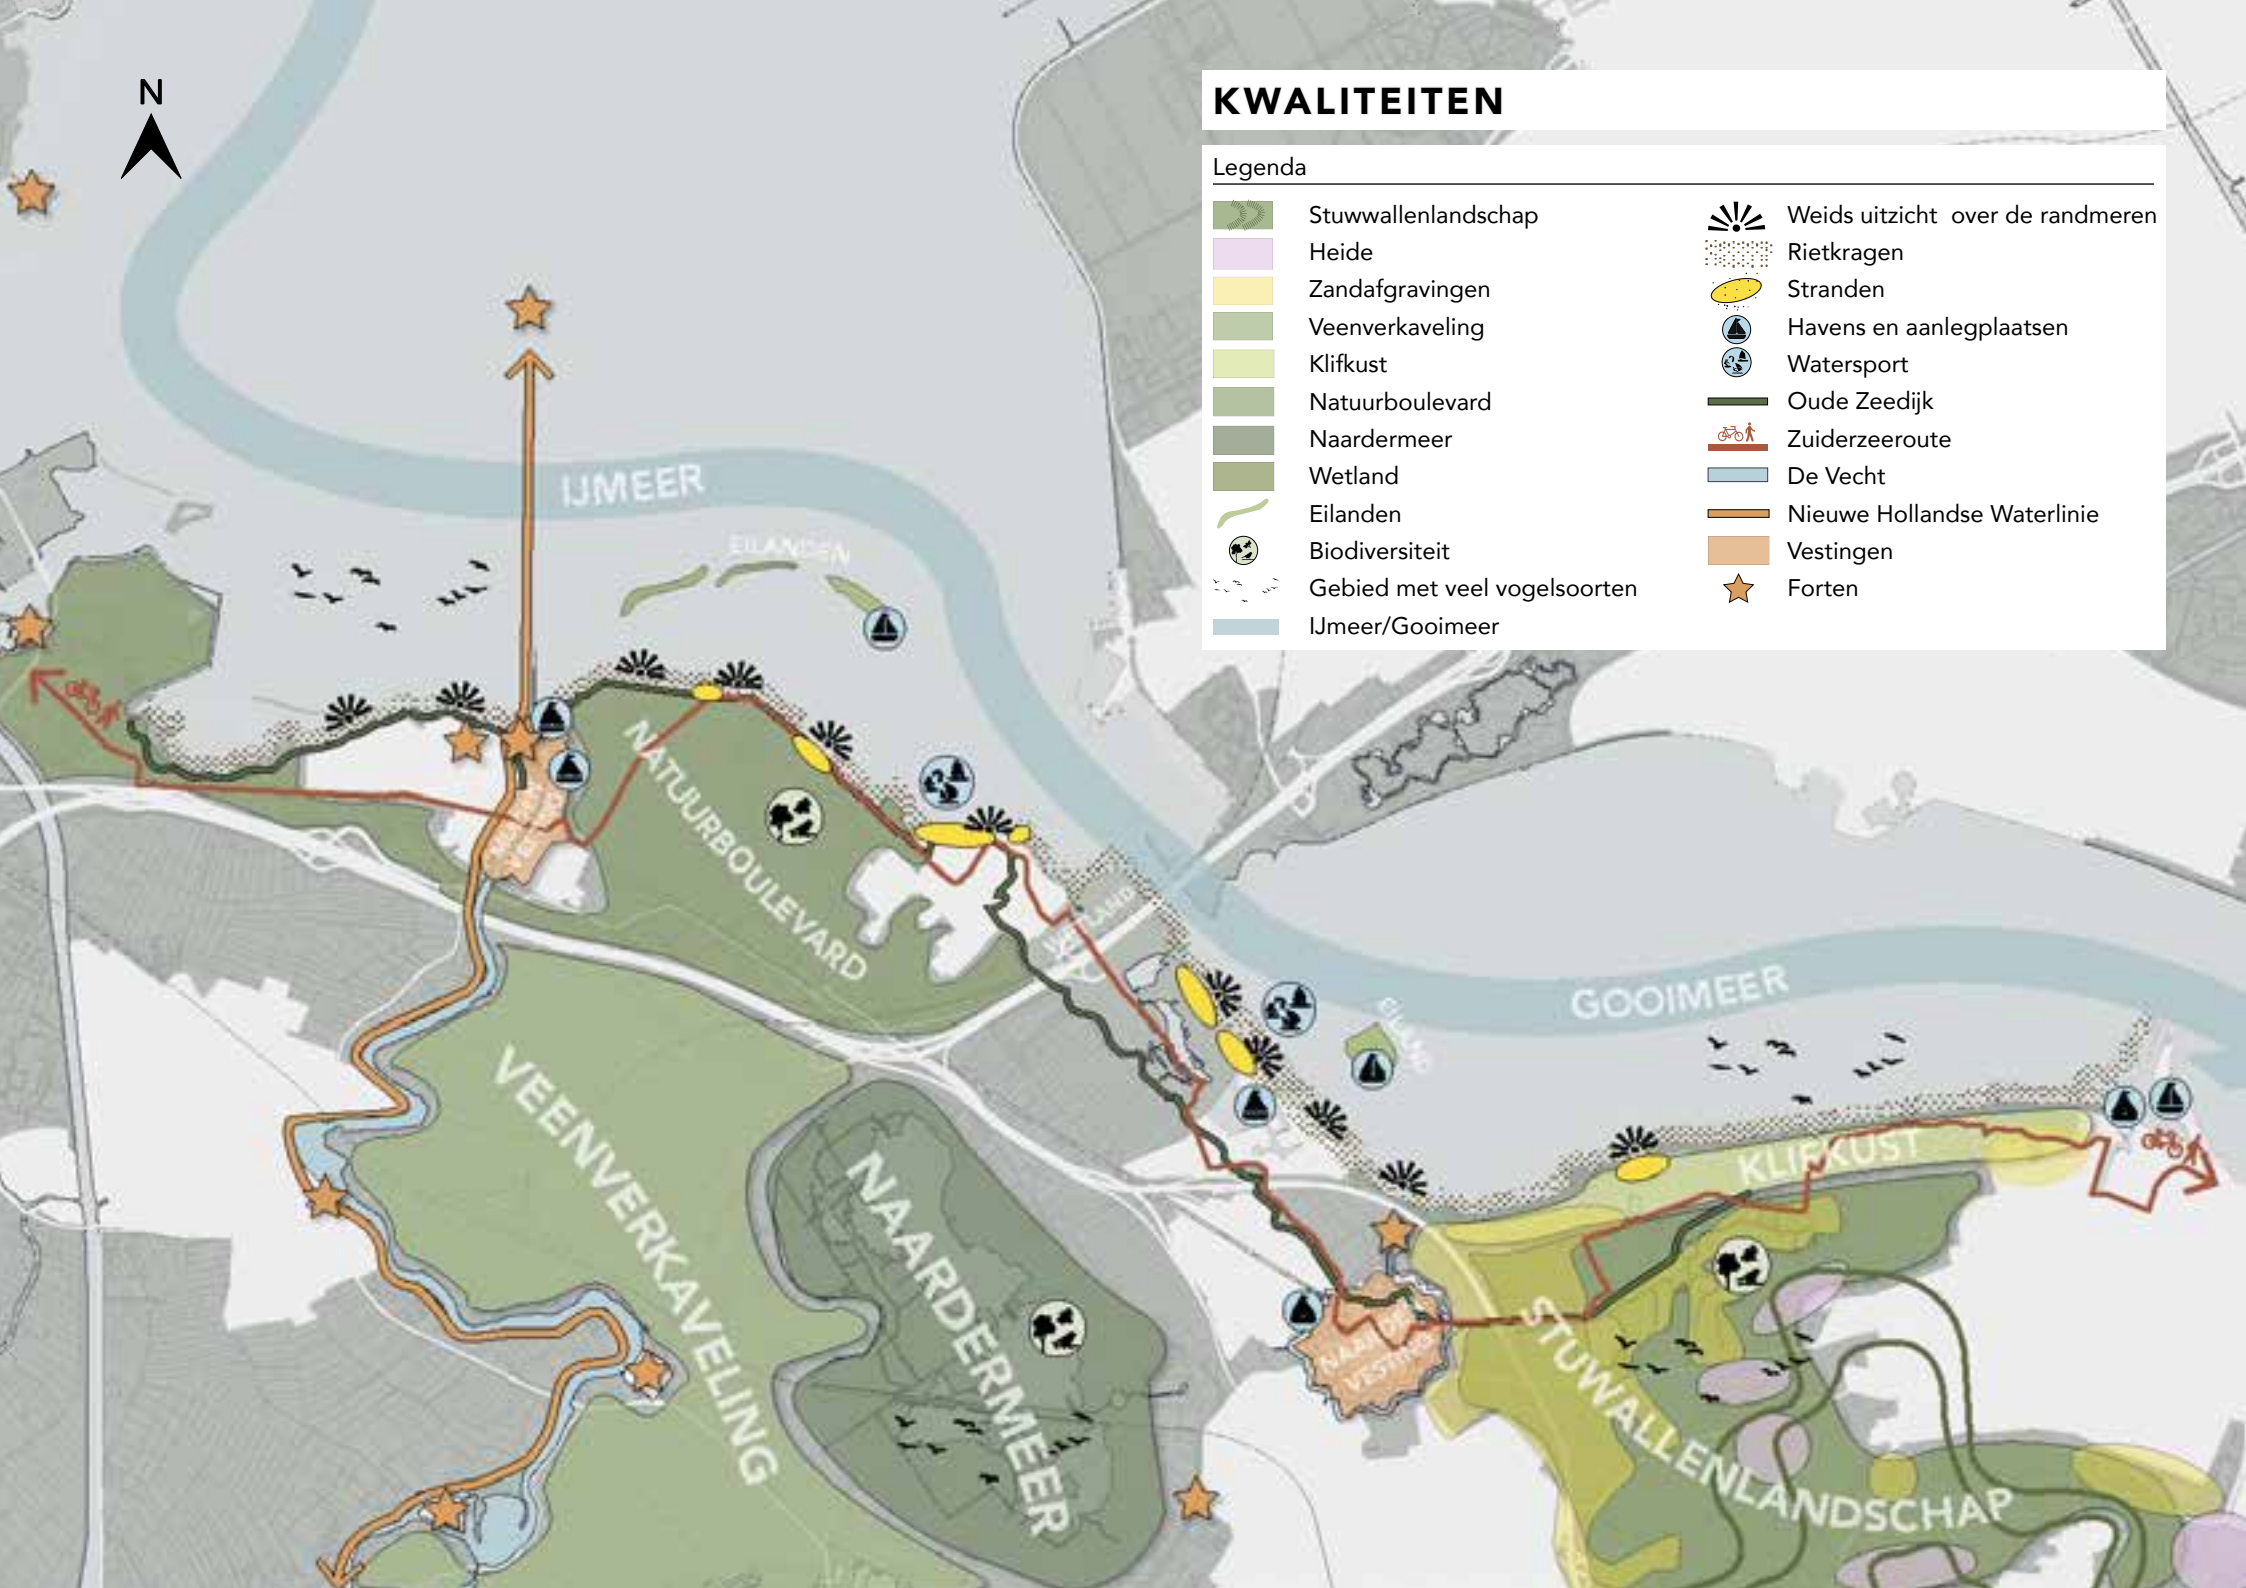 N
KWALITEITEN
Legenda
Stuwwallenlandschap
Heide
Zandafgravingen
Veenverkaveling
Klifkust
Natuurboulevard
Naardermeer
Wetland
Eilanden
Biodiversiteit
Gebied met veel vogelsoorten
IJmeer/Gooimeer
Weids uitzicht over de randmeren
Rietkragen
Stranden
Havens en aanlegplaatsen
Watersport
Oude Zeedijk
Zuiderzeeroute
De Vecht
Nieuwe Hollandse Waterlinie
Vestingen
Forten
IJMEER
EILANDEN
NATUURBOULEVARD
GOOIMEER
EILAND
VEENVERKAVELING
NAARDERMEER
KLIFKUST
STUWALLENLANDSCHAP